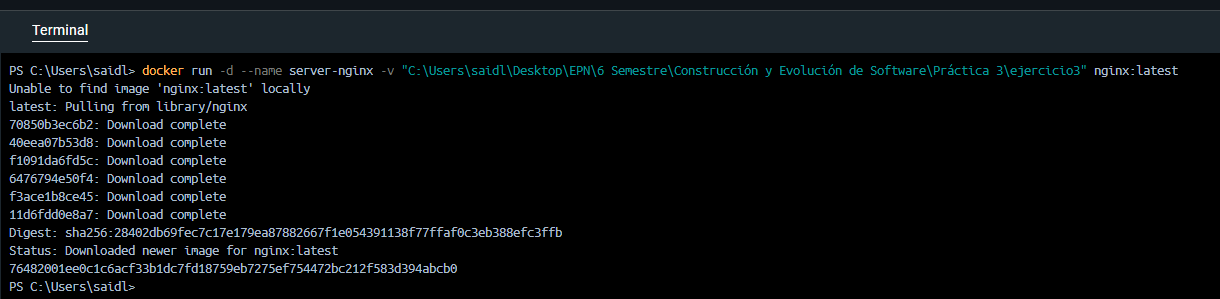 Terminal
PS C:\Users\saidl> docker run -d --name server-nginx -v "C:\Users\saidl\Desktop\EPN\6 Semestre\Construcción y Evolución de Software\Práctica 3\ejercicio3" nginx:latest
Unable to find image 'nginx:latest' locally
latest: Pulling from library/nginx
70850b3ec6b2: Download complete
40eea07b53d8: Download complete
f1091da6fd5c: Download complete
6476794e50f4: Download complete
f3ace1b8ce45: Download complete
11d6fdd0e8a7: Download complete
Digest: sha256:28402db69fec7c17e179ea87882667f1e054391138f77ffaf0c3eb388efc3ffb
Status: Downloaded newer image for nginx:latest
76482001ee0c1c6acf33b1dc7fd18759eb7275ef754472bc212f583d394abcb0
PS C:\Users\saidl>